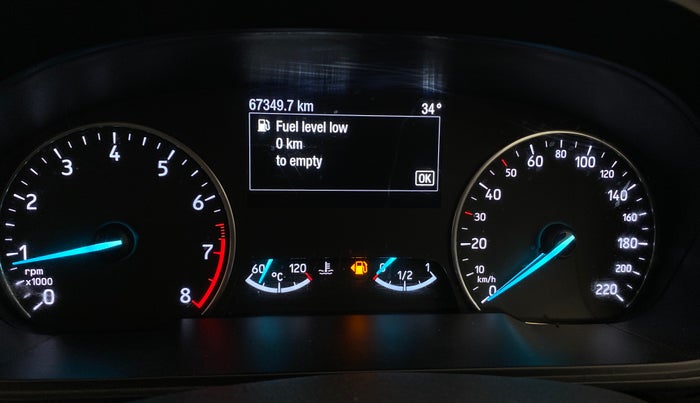 67349.7 km 34°
Fuel level low
0 km
to empty
OK
0 1 2 3 4 5 6 7 8
rpm
x1000
60 °C 120
0 1/2 1
0 10 20 30 40 50 60 80 100 120 140 160 180 200 220
km/h